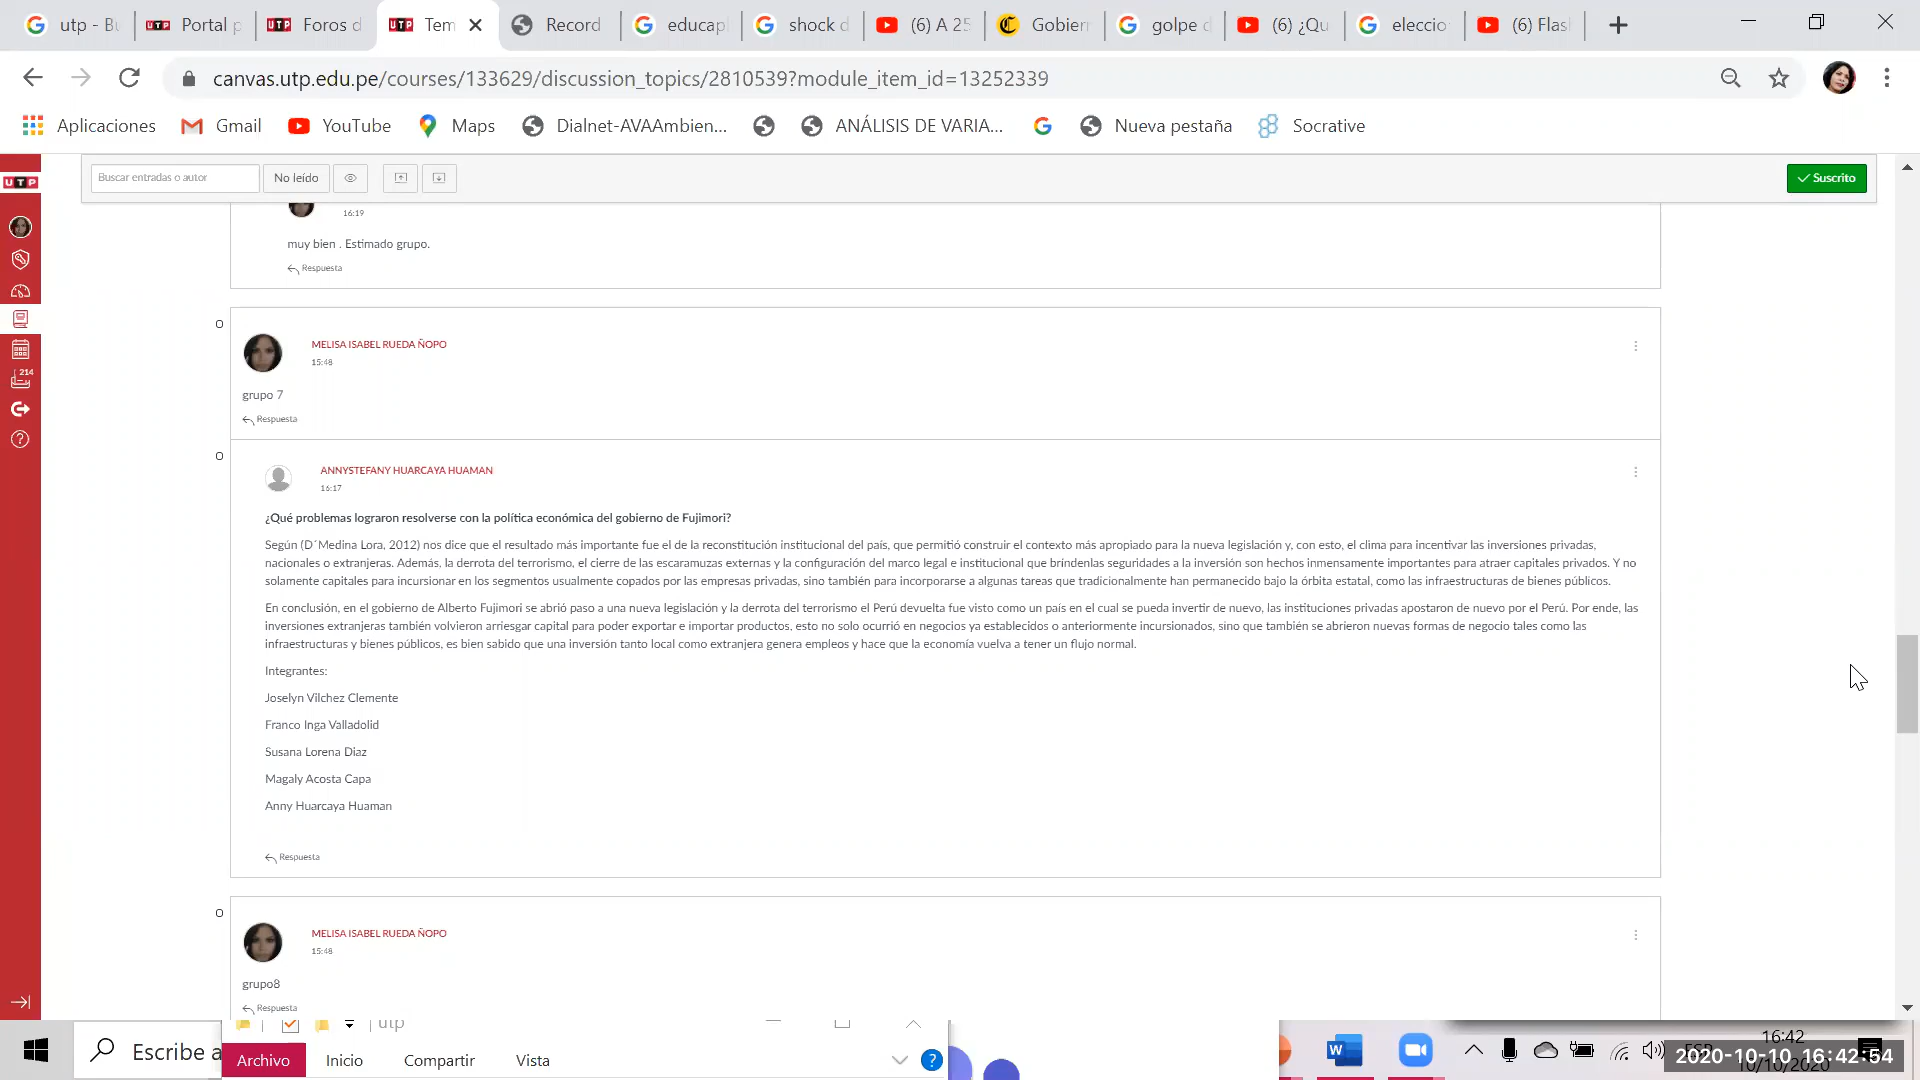 utp - Bu
UTP Portal p
UTP Foros d
UTP Tem
Record
educap
shock d
(6) A 25
Gobier
golpe d
(6) ¿Qu
eleccio
(6) Flas
canvas.utp.edu.pe/courses/133629/discussion_topics/2810539?module_item_id=13252339
Aplicaciones
Gmail
YouTube
Maps
Dialnet-AVAAmbien...
ANÁLISIS DE VARIA...
Nueva pestaña
Socrative
UTP
Buscar entradas o autor
No leído
Suscrito
214
16:19
muy bien . Estimado grupo.
Respuesta
MELISA ISABEL RUEDA ÑOPO
15:48
grupo 7
Respuesta
ANNYSTEFANY HUARCAYA HUAMAN
16:17
¿Qué problemas lograron resolverse con la política económica del gobierno de Fujimori?
Según (D´Medina Lora, 2012) nos dice que el resultado más importante fue el de la reconstitución institucional del país, que permitió construir el contexto más apropiado para la nueva legislación y, con esto, el clima para incentivar las inversiones privadas,
nacionales o extranjeras. Además, la derrota del terrorismo, el cierre de las escaramuzas externas y la configuración del marco legal e institucional que brindenlas seguridades a la inversión son hechos inmensamente importantes para atraer capitales privados. Y no
solamente capitales para incursionar en los segmentos usualmente copados por las empresas privadas, sino también para incorporarse a algunas tareas que tradicionalmente han permanecido bajo la órbita estatal, como las infraestructuras de bienes públicos.
En conclusión, en el gobierno de Alberto Fujimori se abrió paso a una nueva legislación y la derrota del terrorismo el Perú devuelta fue visto como un país en el cual se pueda invertir de nuevo, las instituciones privadas apostaron de nuevo por el Perú. Por ende, las
inversiones extranjeras también volvieron arriesgar capital para poder exportar e importar productos, esto no solo ocurrió en negocios ya establecidos o anteriormente incursionados, sino que también se abrieron nuevas formas de negocio tales como las
infraestructuras y bienes públicos, es bien sabido que una inversión tanto local como extranjera genera empleos y hace que la economía vuelva a tener un flujo normal.
Integrantes:
Joselyn Vilchez Clemente
Franco Inga Valladolid
Susana Lorena Diaz
Magaly Acosta Capa
Anny Huarcaya Huaman
Respuesta
MELISA ISABEL RUEDA ÑOPO
15:48
grupo8
Respuesta
utp
Escribe a
Archivo
Inicio
Compartir
Vista
16:42
ESP
10/10/2020
2020-10-10 16:42:54